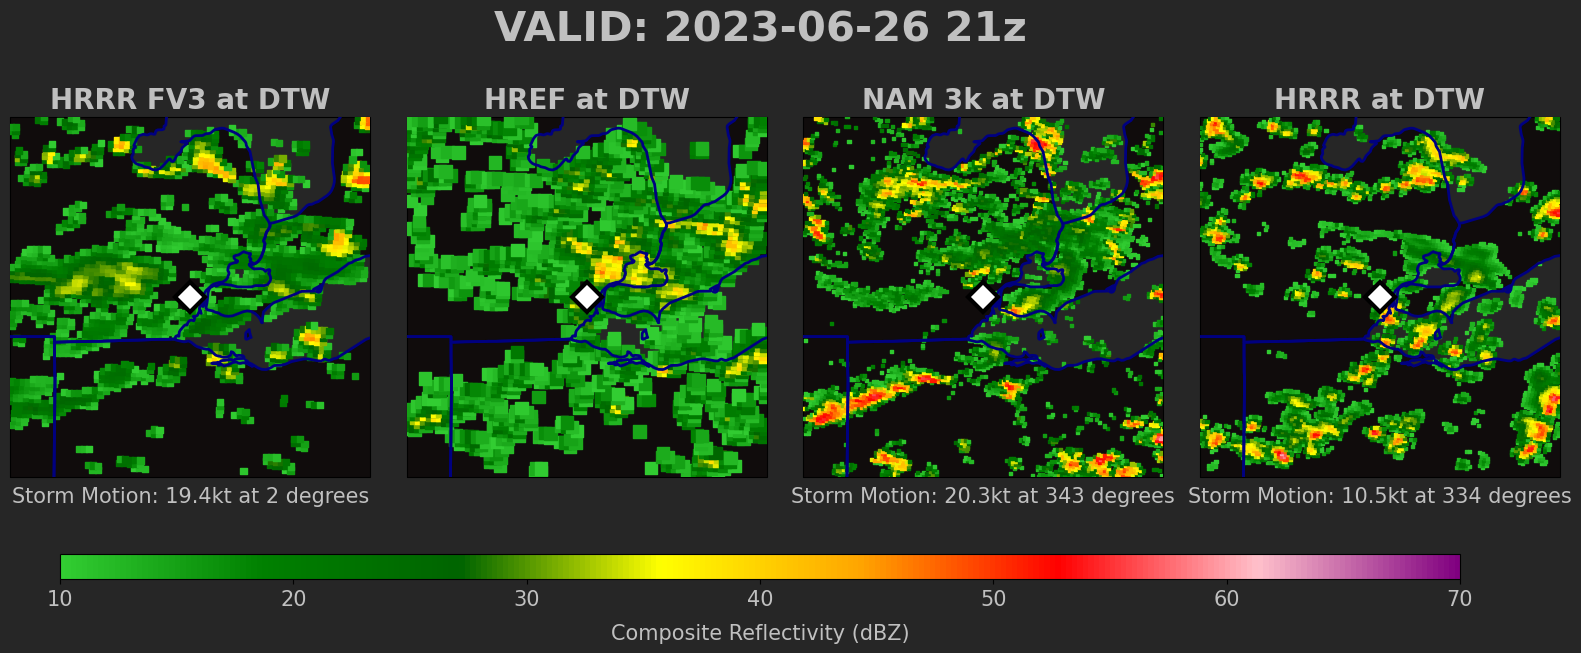 VALID: 2023-06-26 21z
HRRR FV3 at DTW
HREF at DTW
NAM 3k at DTW
HRRR at DTW
Storm Motion: 19.4kt at 2 degrees
Storm Motion: 20.3kt at 343 degrees
Storm Motion: 10.5kt at 334 degrees
10 20 30 40 50 60 70
Composite Reflectivity (dBZ)